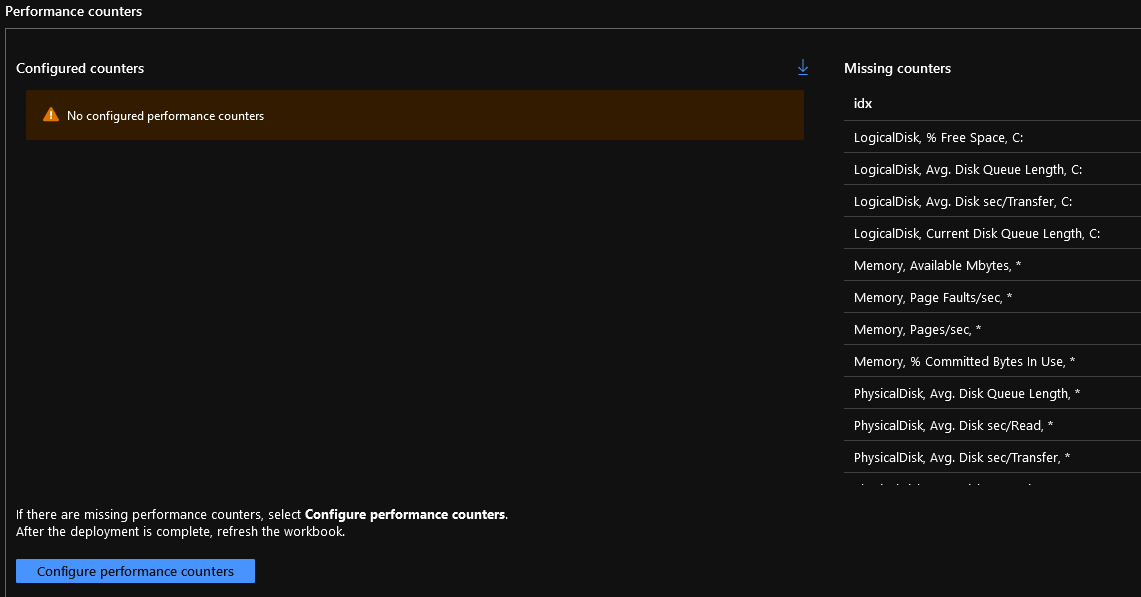 Performance counters
Configured counters
No configured performance counters
Missing counters
idx
LogicalDisk, % Free Space, C:
LogicalDisk, Avg. Disk Queue Length, C:
LogicalDisk, Avg. Disk sec/Transfer, C:
LogicalDisk, Current Disk Queue Length, C:
Memory, Available Mbytes, *
Memory, Page Faults/sec, *
Memory, Pages/sec, *
Memory, % Committed Bytes In Use, *
PhysicalDisk, Avg. Disk Queue Length, *
PhysicalDisk, Avg. Disk sec/Read, *
PhysicalDisk, Avg. Disk sec/Transfer, *
If there are missing performance counters, select Configure performance counters.
After the deployment is complete, refresh the workbook.
Configure performance counters